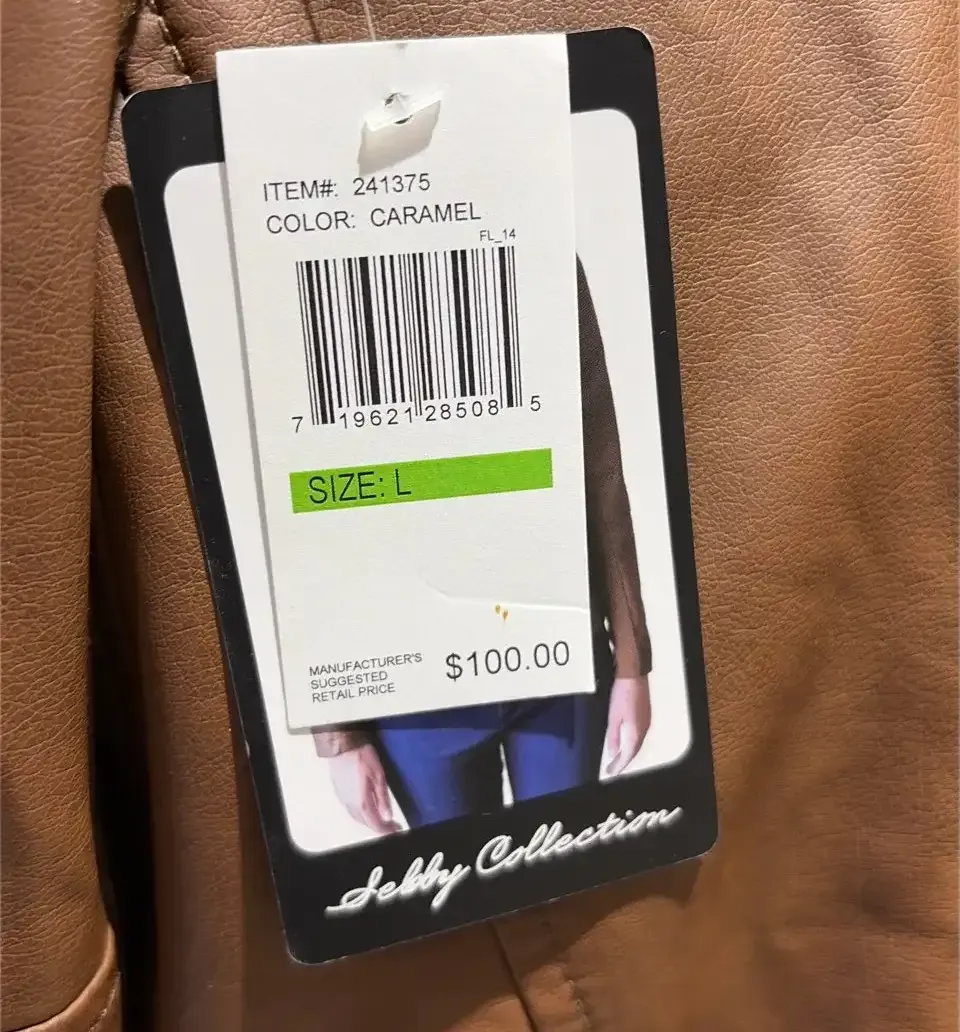 ITEM#: 241375
COLOR: CARAMEL
FL_14
7 19621 28508 5
SIZE: L
MANUFACTURER'S
SUGGESTED
RETAIL PRICE
$100.00
Sebby Collection